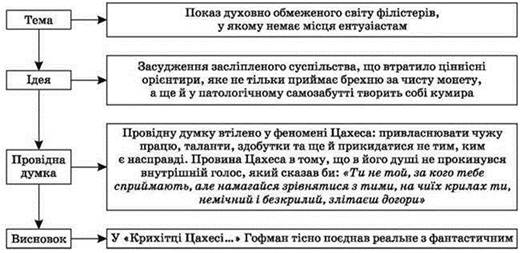 Тема
Показ духовно обмеженого світу філістерів,
у якому немає місця ентузіастам
Ідея
Засудження засліпленого суспільства, що втратило ціннісні
орієнтири, яке не тільки приймає брехню за чисту монету,
а ще й у патологічному самозабутті творить собі кумира
Провідна
думка
Провідну думку втілено у феномені Цахеса: привласнювати чужу
працю, таланти, здобутки та ще й прикидатися не тим, ким
є насправді. Провина Цахеса в тому, що в його душі не прокинувся
внутрішній голос, який сказав би: «Ти не той, за кого тебе
сприймають, але намагайся зрівнятися з тими, на чиїх крилах ти,
немічний і безкрилий, злітаєш догори»
Висновок
У «Крихітці Цахесі...» Гофман тісно поєднав реальне з фантастичним